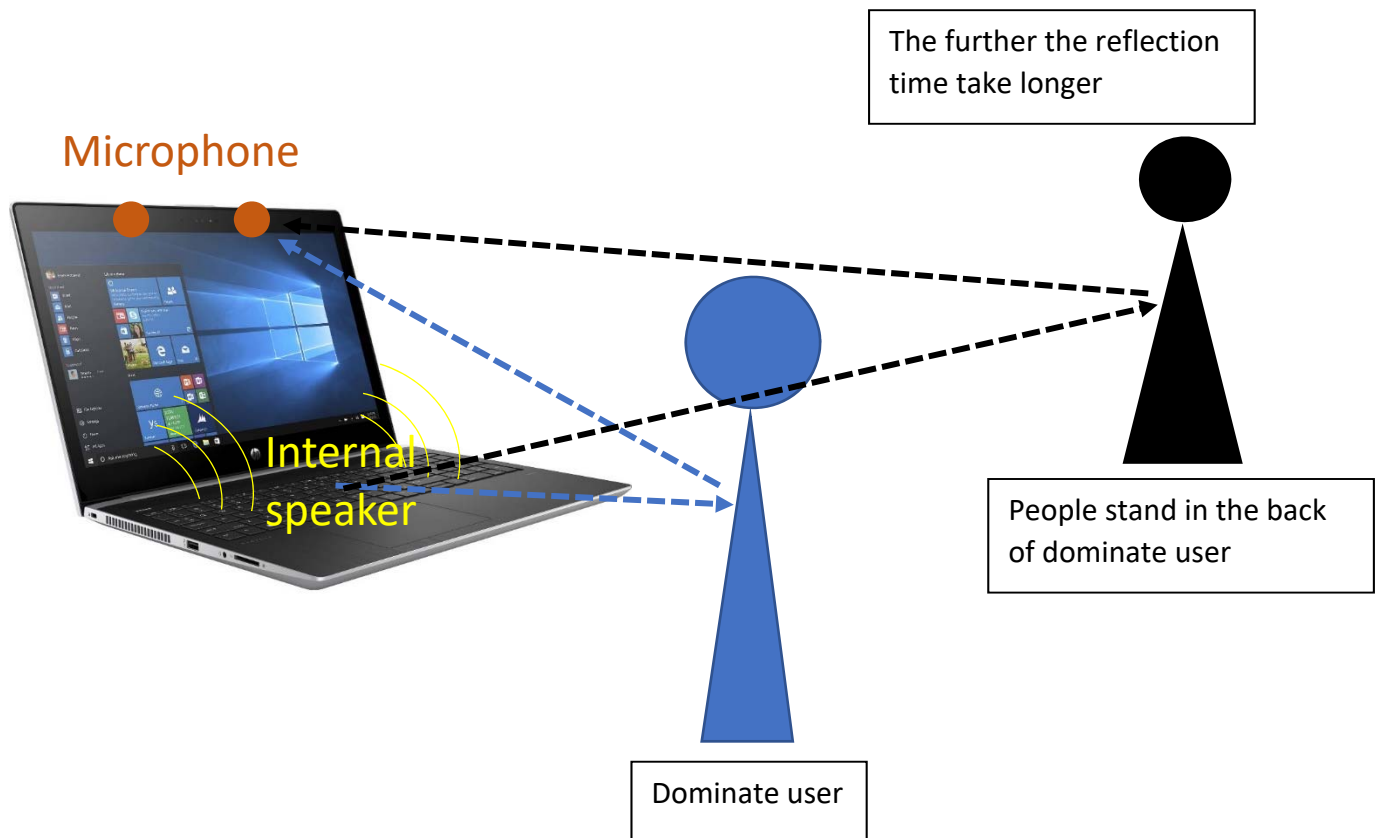 The further the reflection
time take longer
Microphone
Internal
speaker
People stand in the back
of dominate user
Dominate user